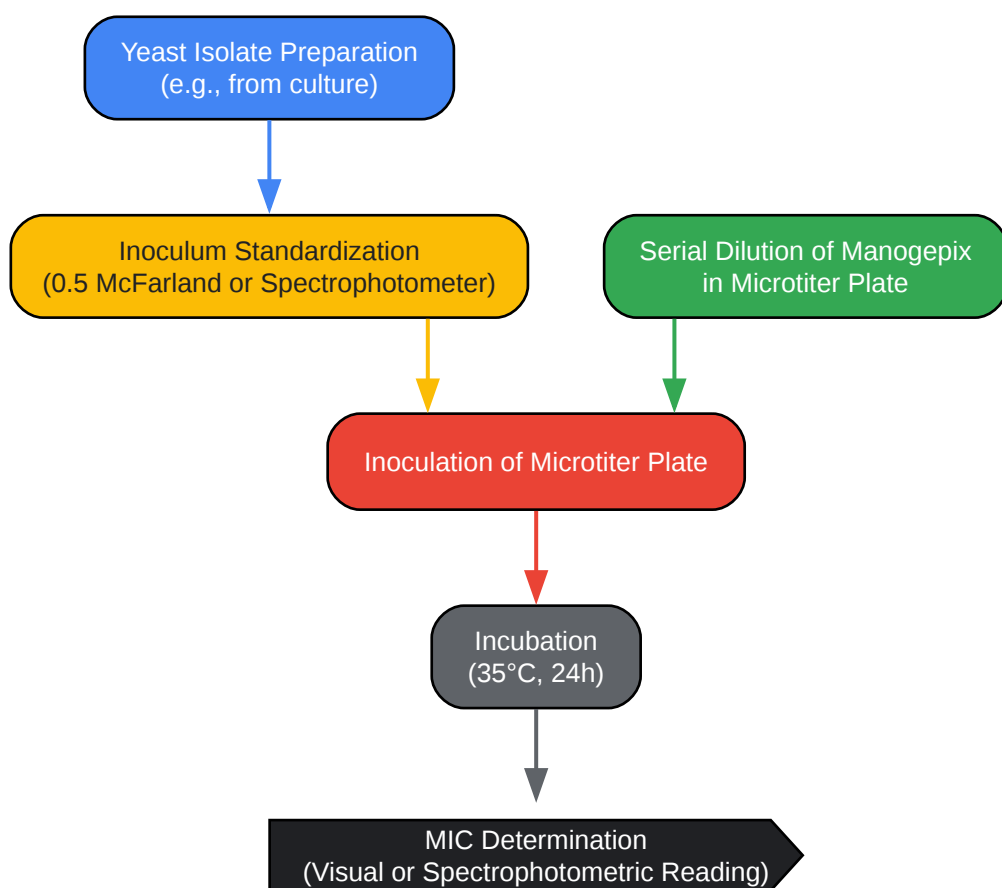 Yeast Isolate Preparation
(e.g., from culture)
Inoculum Standardization
(0.5 McFarland or Spectrophotometer)
Serial Dilution of Manogepix
in Microtiter Plate
Inoculation of Microtiter Plate
Incubation
(35°C, 24h)
MIC Determination
(Visual or Spectrophotometric Reading)